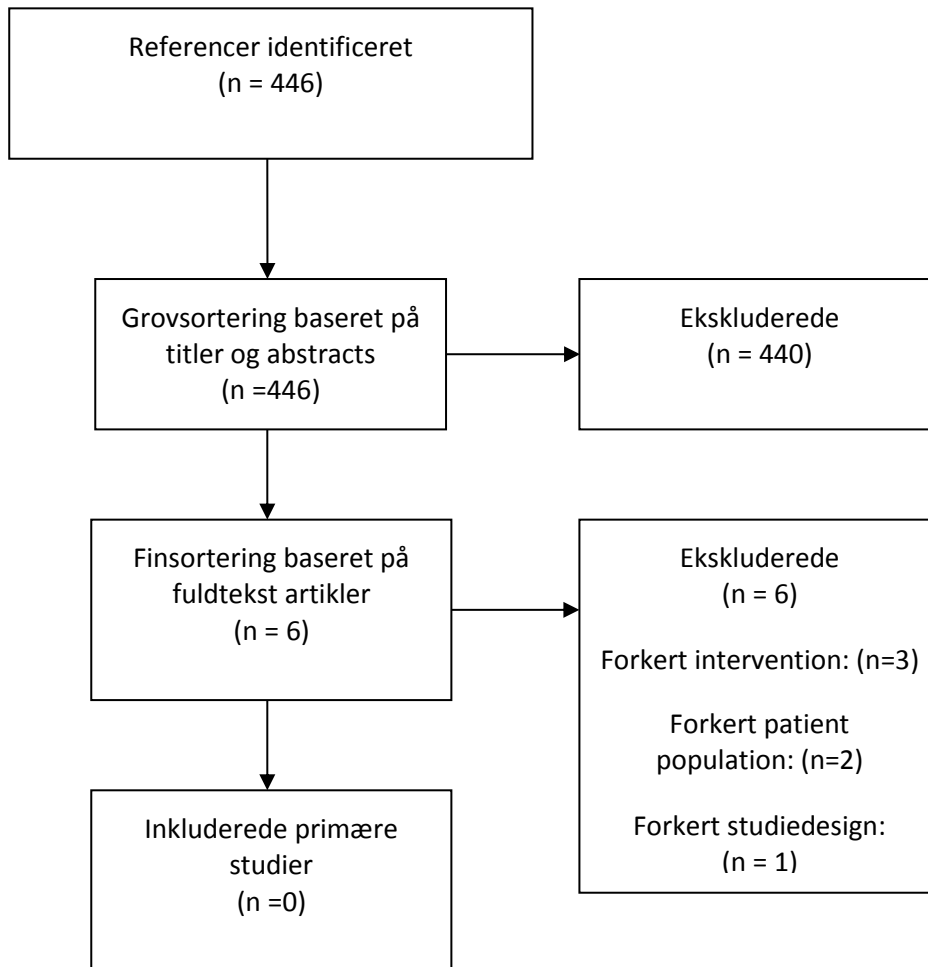 Referencer identificeret
(n = 446)
Grovsortering baseret på
titler og abstracts
(n =446)
Ekskluderede
(n = 440)
Finsortering baseret på
fuldtekst artikler
(n = 6)
Ekskluderede
(n = 6)
Forkert intervention: (n=3)
Forkert patient
population: (n=2)
Forkert studiedesign:
(n = 1)
Inkluderede primære
studier
(n =0)